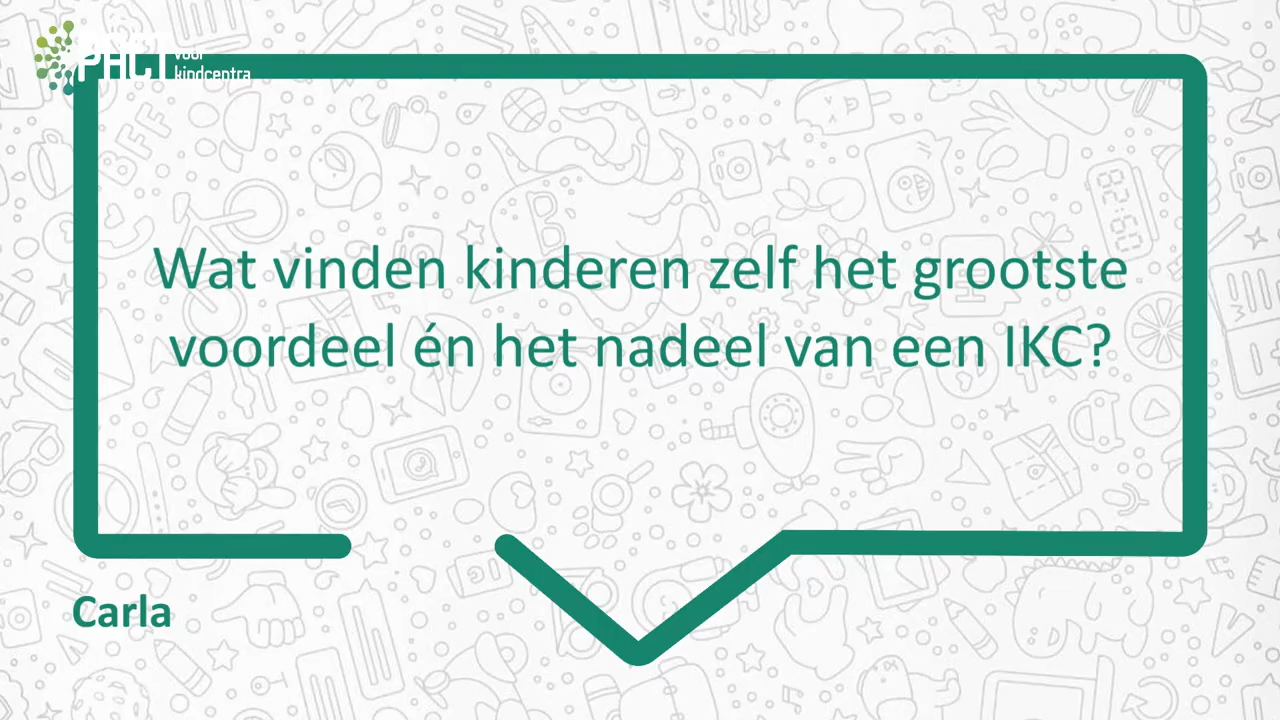 PACT voor
kindcentra
Wat vinden kinderen zelf het grootste
voordeel én het nadeel van een IKC?
Carla